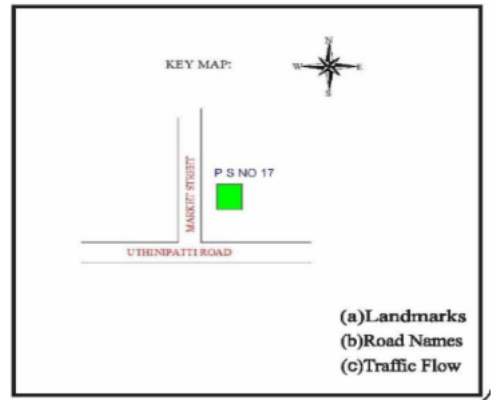 N
KEY MAP:
W E
S
P S NO 17
MARKET STREET
UTHINIPATTI ROAD
(a)Landmarks
(b)Road Names
(c)Traffic Flow